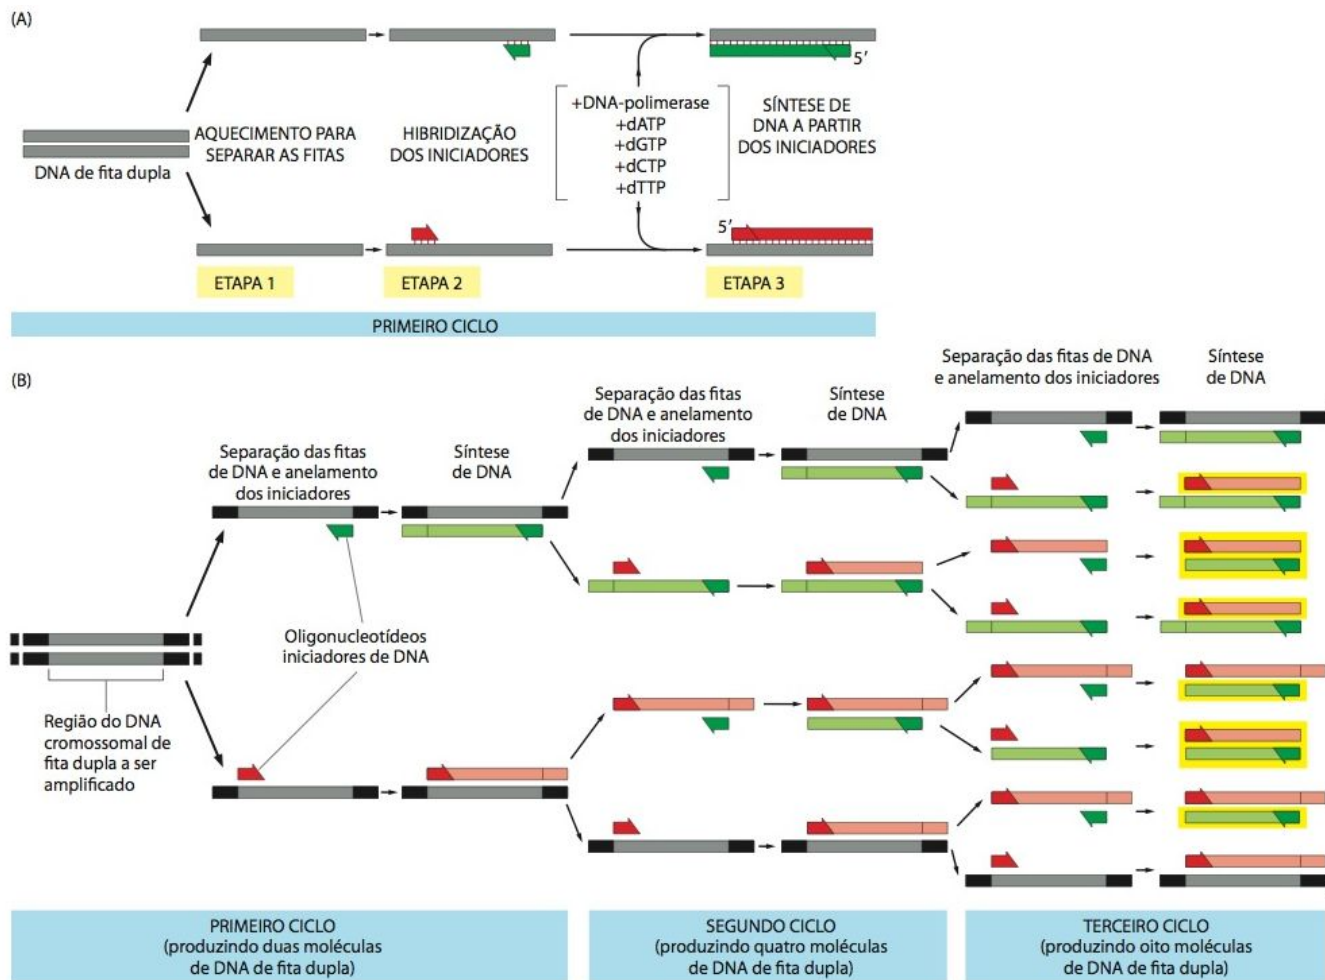 (A)
DNA de fita dupla
AQUECIMENTO PARA
SEPARAR AS FITAS
HIBRIDIZAÇÃO
DOS INICIADORES
+DNA-polimerase
+dATP
+dGTP
+dCTP
+dTTP
5′
SÍNTESE DE
DNA A PARTIR
DOS INICIADORES
5′
ETAPA 1
ETAPA 2
ETAPA 3
PRIMEIRO CICLO
(B)
Separação das fitas
de DNA e anelamento
dos iniciadores
Síntese
de DNA
Separação das fitas
de DNA e anelamento
dos iniciadores
Síntese
de DNA
Separação das fitas de DNA
e anelamento dos iniciadores
Síntese
de DNA
Oligonucleotídeos
iniciadores de DNA
Região do DNA
cromossomal de
fita dupla a ser
amplificado
PRIMEIRO CICLO
(produzindo duas moléculas
de DNA de fita dupla)
SEGUNDO CICLO
(produzindo quatro moléculas
de DNA de fita dupla)
TERCEIRO CICLO
(produzindo oito moléculas
de DNA de fita dupla)